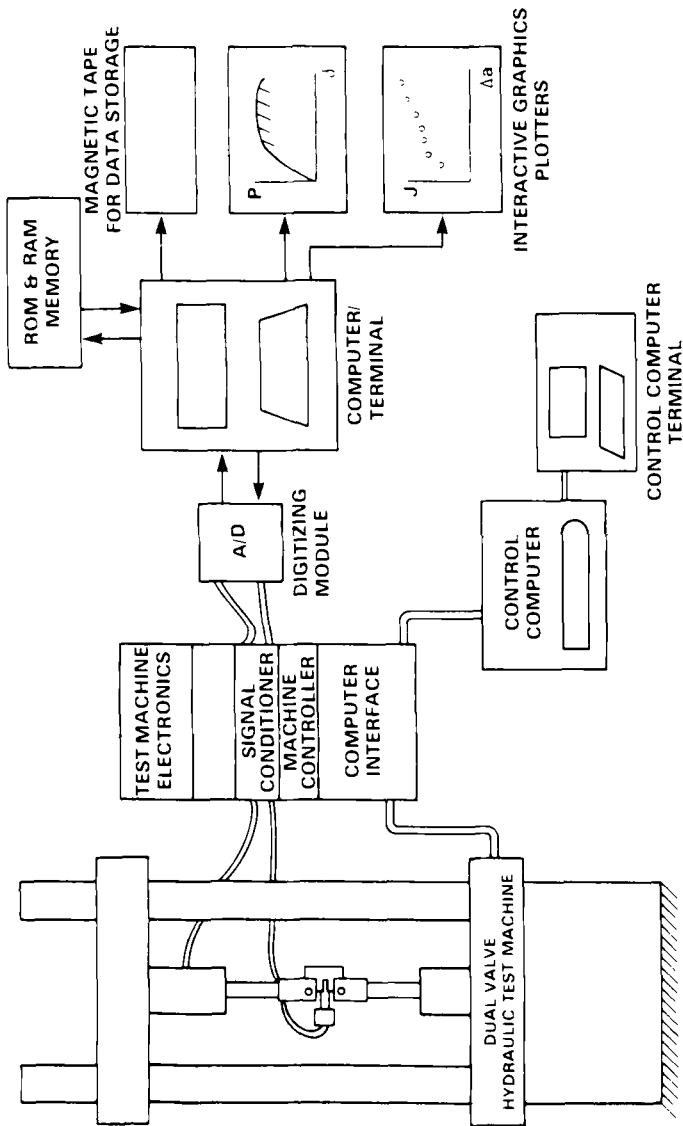 ROM & RAM
MEMORY
MAGNETIC TAPE
FOR DATA STORAGE
P
J
Δa
INTERACTIVE GRAPHICS
PLOTTERS
COMPUTER/
TERMINAL
A/D
DIGITIZING
MODULE
TEST MACHINE
ELECTRONICS
SIGNAL
CONDITIONER
MACHINE
CONTROLLER
COMPUTER
INTERFACE
CONTROL
COMPUTER
CONTROL COMPUTER
TERMINAL
DUAL VALVE
HYDRAULIC TEST MACHINE